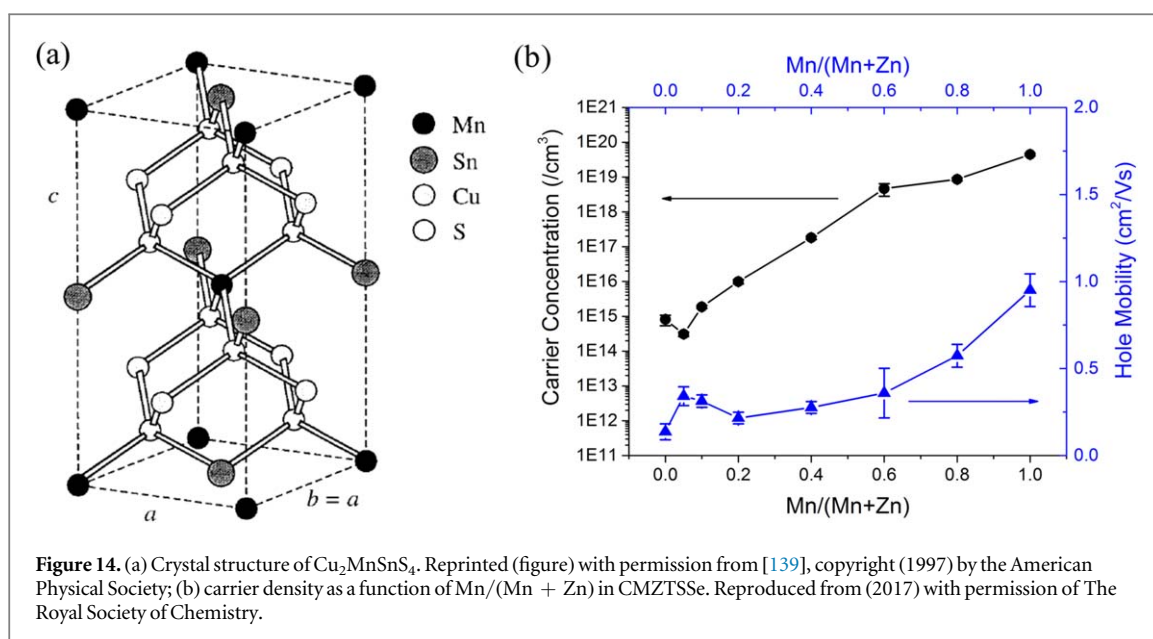 (a)
c
a
b = a
Mn
Sn
Cu
S
(b)
Mn/(Mn+Zn)
0.0 0.2 0.4 0.6 0.8 1.0
Carrier Concentration (/cm³)
1E21
1E20
1E19
1E18
1E17
1E16
1E15
1E14
1E13
1E12
1E11
2.0
1.5
1.0
0.5
0.0
Hole Mobility (cm²/Vs)
0.0 0.2 0.4 0.6 0.8 1.0
Mn/(Mn+Zn)
Figure 14. (a) Crystal structure of Cu₂MnSnS₄. Reprinted (figure) with permission from [139], copyright (1997) by the American
Physical Society; (b) carrier density as a function of Mn/(Mn + Zn) in CMZTSSe. Reproduced from (2017) with permission of The
Royal Society of Chemistry.